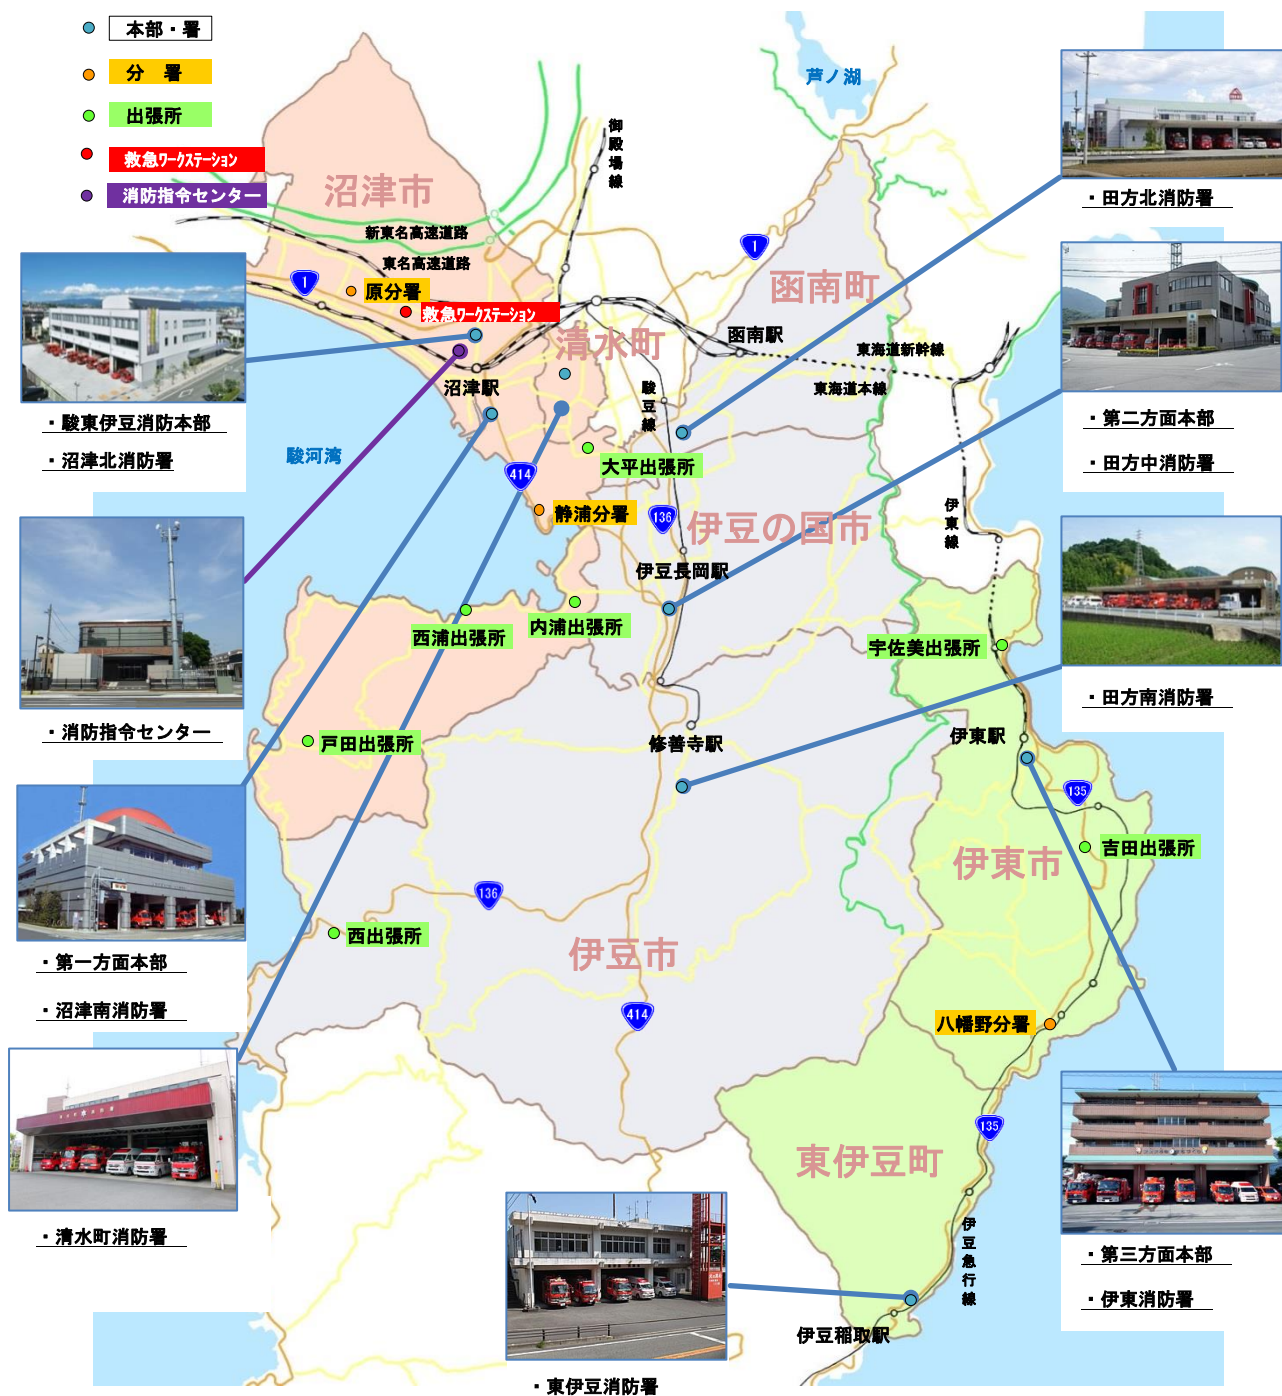 本部・署
分　署
出張所
救急ワークステーション
消防指令センター
芦ノ湖
御殿場線
沼津市
新東名高速道路
東名高速道路
1
1
原分署
救急ワークステーション
函南町
清水町
函南駅
東海道新幹線
東海道本線
沼津駅
駿豆線
・田方北消防署
・駿東伊豆消防本部
・沼津北消防署
駿河湾
414
大平出張所
・第二方面本部
・田方中消防署
静浦分署
136
伊豆の国市
伊東線
伊豆長岡駅
西浦出張所
内浦出張所
宇佐美出張所
・消防指令センター
戸田出張所
修善寺駅
伊東駅
・田方南消防署
135
伊東市
吉田出張所
136
西出張所
伊豆市
・第一方面本部
・沼津南消防署
414
八幡野分署
135
東伊豆町
・清水町消防署
伊豆急行線
・第三方面本部
・伊東消防署
伊豆稲取駅
・東伊豆消防署